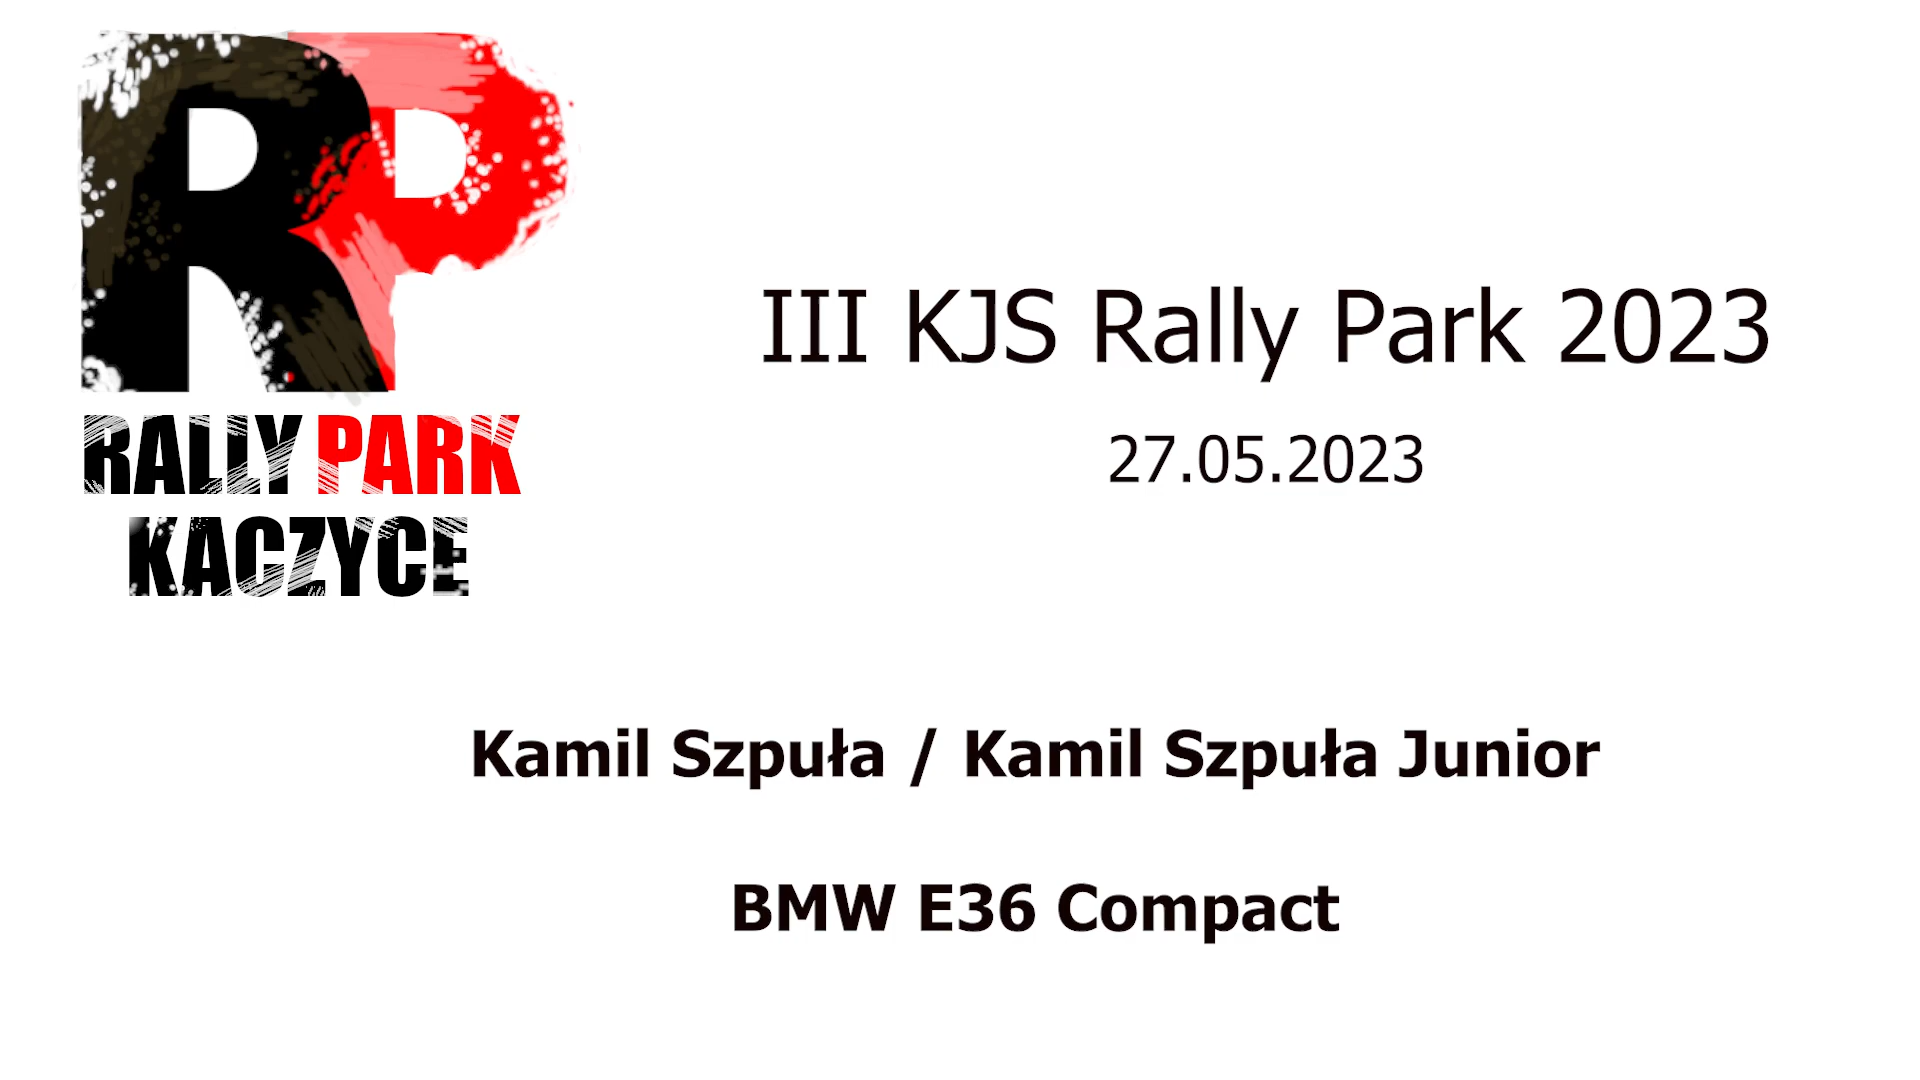 RP
RALLY PARK
KACZYCE
III KJS Rally Park 2023
27.05.2023
Kamil Szpuła / Kamil Szpuła Junior
BMW E36 Compact